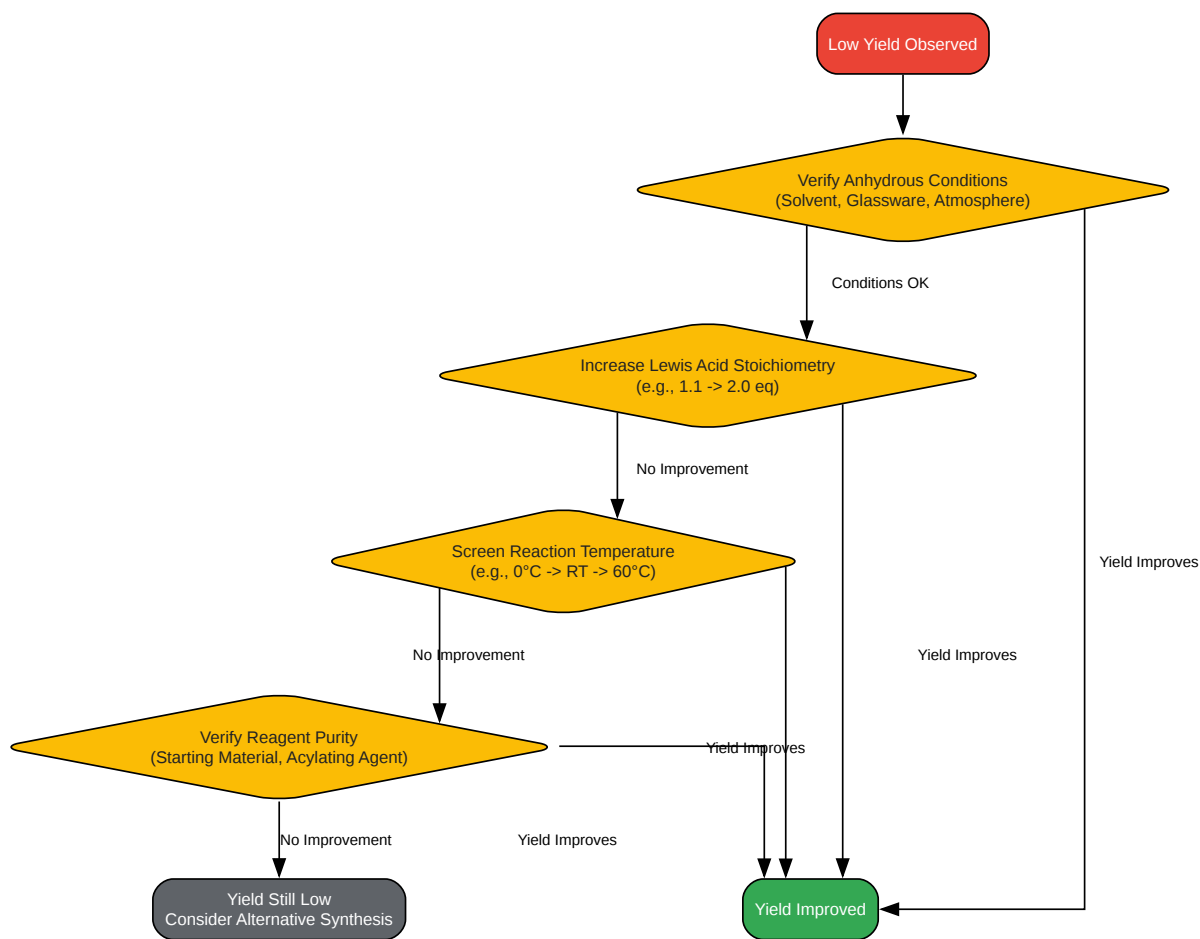 Low Yield Observed
Verify Anhydrous Conditions
(Solvent, Glassware, Atmosphere)
Conditions OK
Increase Lewis Acid Stoichiometry
(e.g., 1.1 -> 2.0 eq)
No Improvement
Screen Reaction Temperature
(e.g., 0°C -> RT -> 60°C)
Yield Improves
No Improvement
Yield Improves
Verify Reagent Purity
(Starting Material, Acylating Agent)
Yield Improves
No Improvement
Yield Improves
Yield Still Low
Consider Alternative Synthesis
Yield Improved